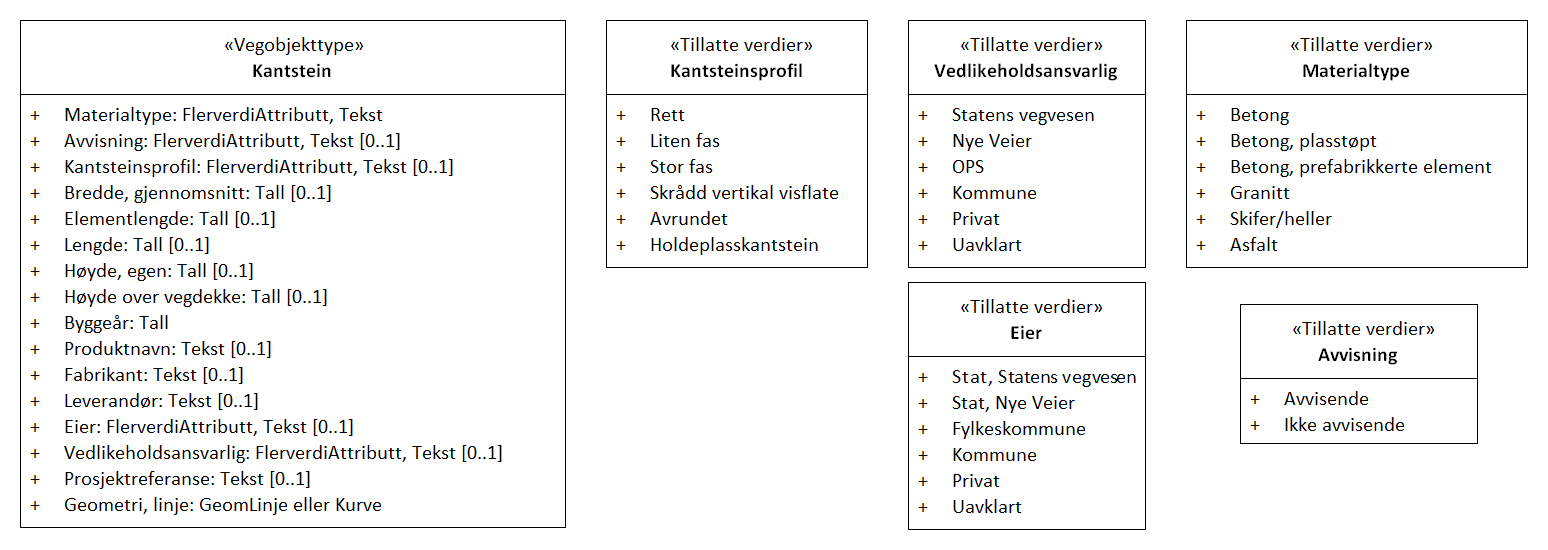 «Vegobjekttype»
Kantstein
+ Materialtype: FlerverdiAttributt, Tekst
+ Avvisning: FlerverdiAttributt, Tekst [0..1]
+ Kantsteinsprofil: FlerverdiAttributt, Tekst [0..1]
+ Bredde, gjennomsnitt: Tall [0..1]
+ Elementlengde: Tall [0..1]
+ Lengde: Tall [0..1]
+ Høyde, egen: Tall [0..1]
+ Høyde over vegdekke: Tall [0..1]
+ Byggeår: Tall
+ Produktnavn: Tekst [0..1]
+ Fabrikant: Tekst [0..1]
+ Leverandør: Tekst [0..1]
+ Eier: FlerverdiAttributt, Tekst [0..1]
+ Vedlikeholdsansvarlig: FlerverdiAttributt, Tekst [0..1]
+ Prosjektreferanse: Tekst [0..1]
+ Geometri, linje: GeomLinje eller Kurve
«Tillatte verdier»
Kantsteinsprofil
+ Rett
+ Liten fas
+ Stor fas
+ Skrådd vertikal visflate
+ Avrundet
+ Holdeplasskantstein
«Tillatte verdier»
Vedlikeholdsansvarlig
+ Statens vegvesen
+ Nye Veier
+ OPS
+ Kommune
+ Privat
+ Uavklart
«Tillatte verdier»
Materialtype
+ Betong
+ Betong, plasstøpt
+ Betong, prefabrikkerte element
+ Granitt
+ Skifer/heller
+ Asfalt
«Tillatte verdier»
Eier
+ Stat, Statens vegvesen
+ Stat, Nye Veier
+ Fylkeskommune
+ Kommune
+ Privat
+ Uavklart
«Tillatte verdier»
Avvisning
+ Avvisende
+ Ikke avvisende